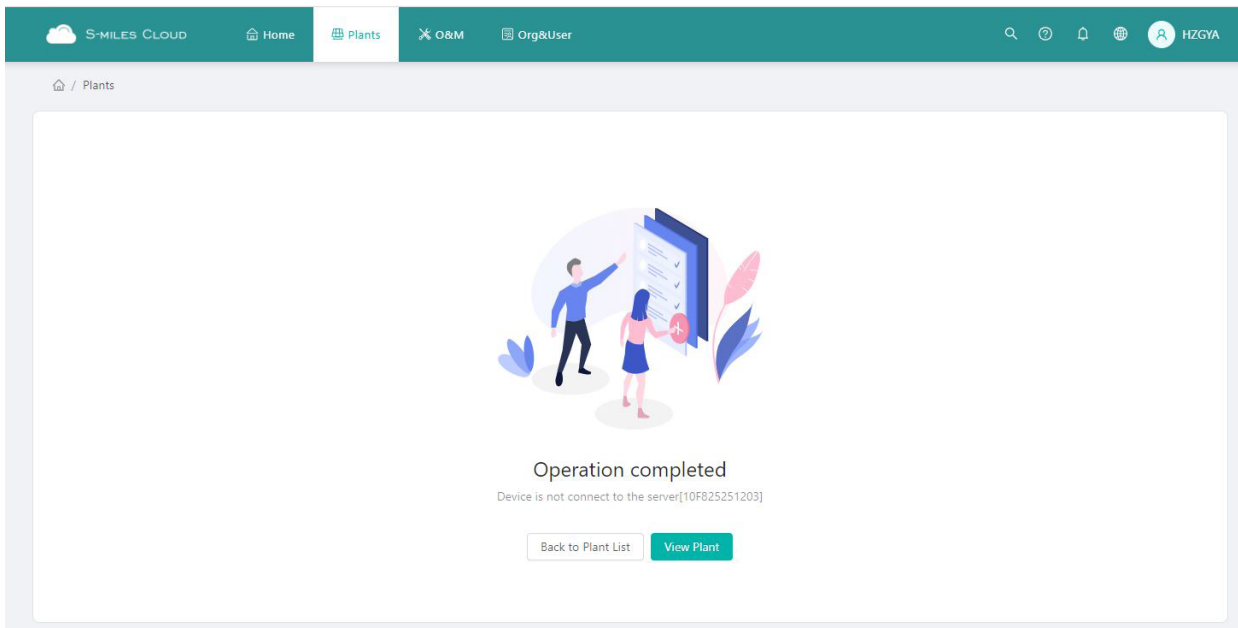 S-MILES CLOUD Home Plants O&M Org&User HZGYA
/ Plants
Operation completed
Device is not connect to the server[10F825251203]
Back to Plant List View Plant